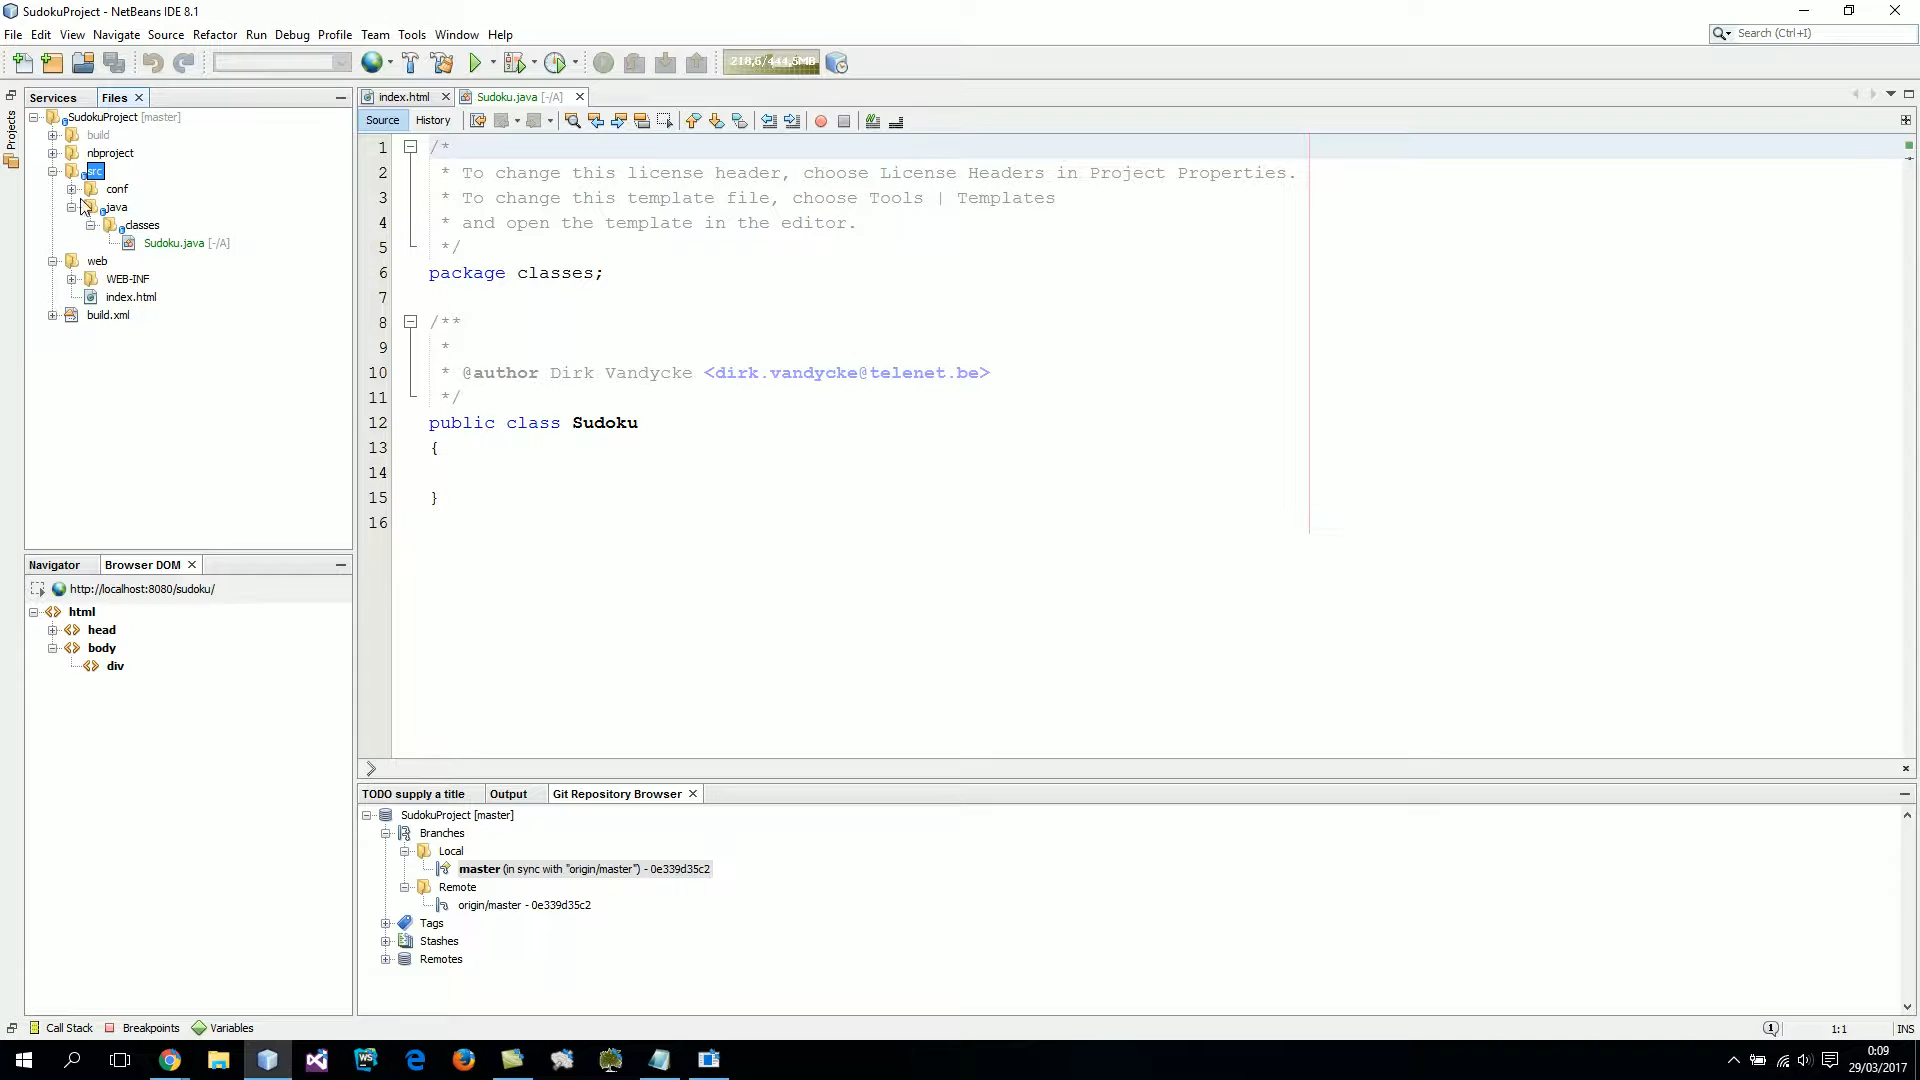 SudokuProject - NetBeans IDE 8.1
File Edit View Navigate Source Refactor Run Debug Profile Team Tools Window Help
Search (Ctrl+I)
218,6/444,5MB
Projects
Services Files
index.html Sudoku.java [-/A]
Source History
SudokuProject [master]
build
nbproject
src
conf
java
classes
Sudoku.java [-/A]
web
WEB-INF
index.html
build.xml
1 /*
2 * To change this license header, choose License Headers in Project Properties.
3 * To change this template file, choose Tools | Templates
4 * and open the template in the editor.
5 */
6 package classes;
7
8 /**
9 *
10 * @author Dirk Vandycke <dirk.vandycke@telenet.be>
11 */
12 public class Sudoku
13 {
14
15 }
16
Navigator Browser DOM
http://localhost:8080/sudoku/
html
head
body
div
TODO supply a title Output Git Repository Browser
SudokuProject [master]
Branches
Local
master (in sync with "origin/master") - 0e339d35c2
Remote
origin/master - 0e339d35c2
Tags
Stashes
Remotes
Call Stack Breakpoints Variables
1:1 INS
WS
0:09
29/03/2017